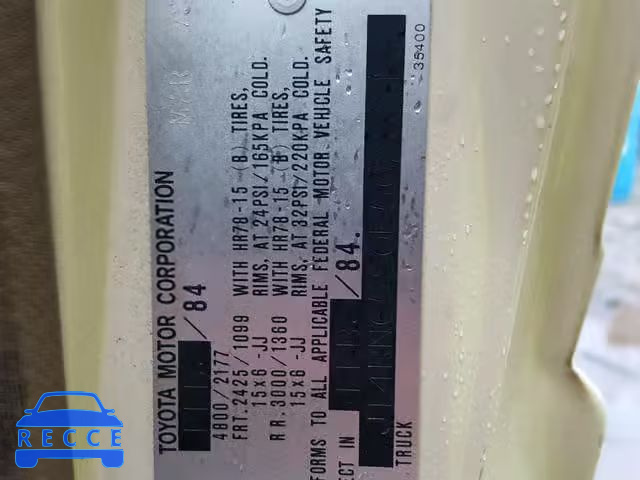 MAR
TOYOTA MOTOR CORPORATION
/84
4800/2177
FRT. 2425/1099 WITH HR78-15 (B) TIRES,
15x6 -JJ RIMS, AT 24PSI/165KPA COLD.
RR. 3000/1360 WITH HR78-15 (B) TIRES,
15x6 -JJ RIMS, AT 32PSI/220KPA COLD.
FORMS TO ALL APPLICABLE FEDERAL MOTOR VEHICLE SAFETY
ECT IN /84.
TRUCK 35400
RECCE